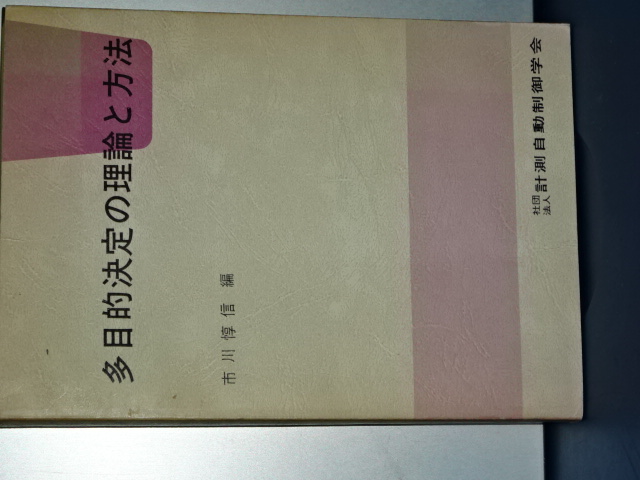 多目的決定の理論と方法
市川惇信 編
社団法人 計測自動制御学会